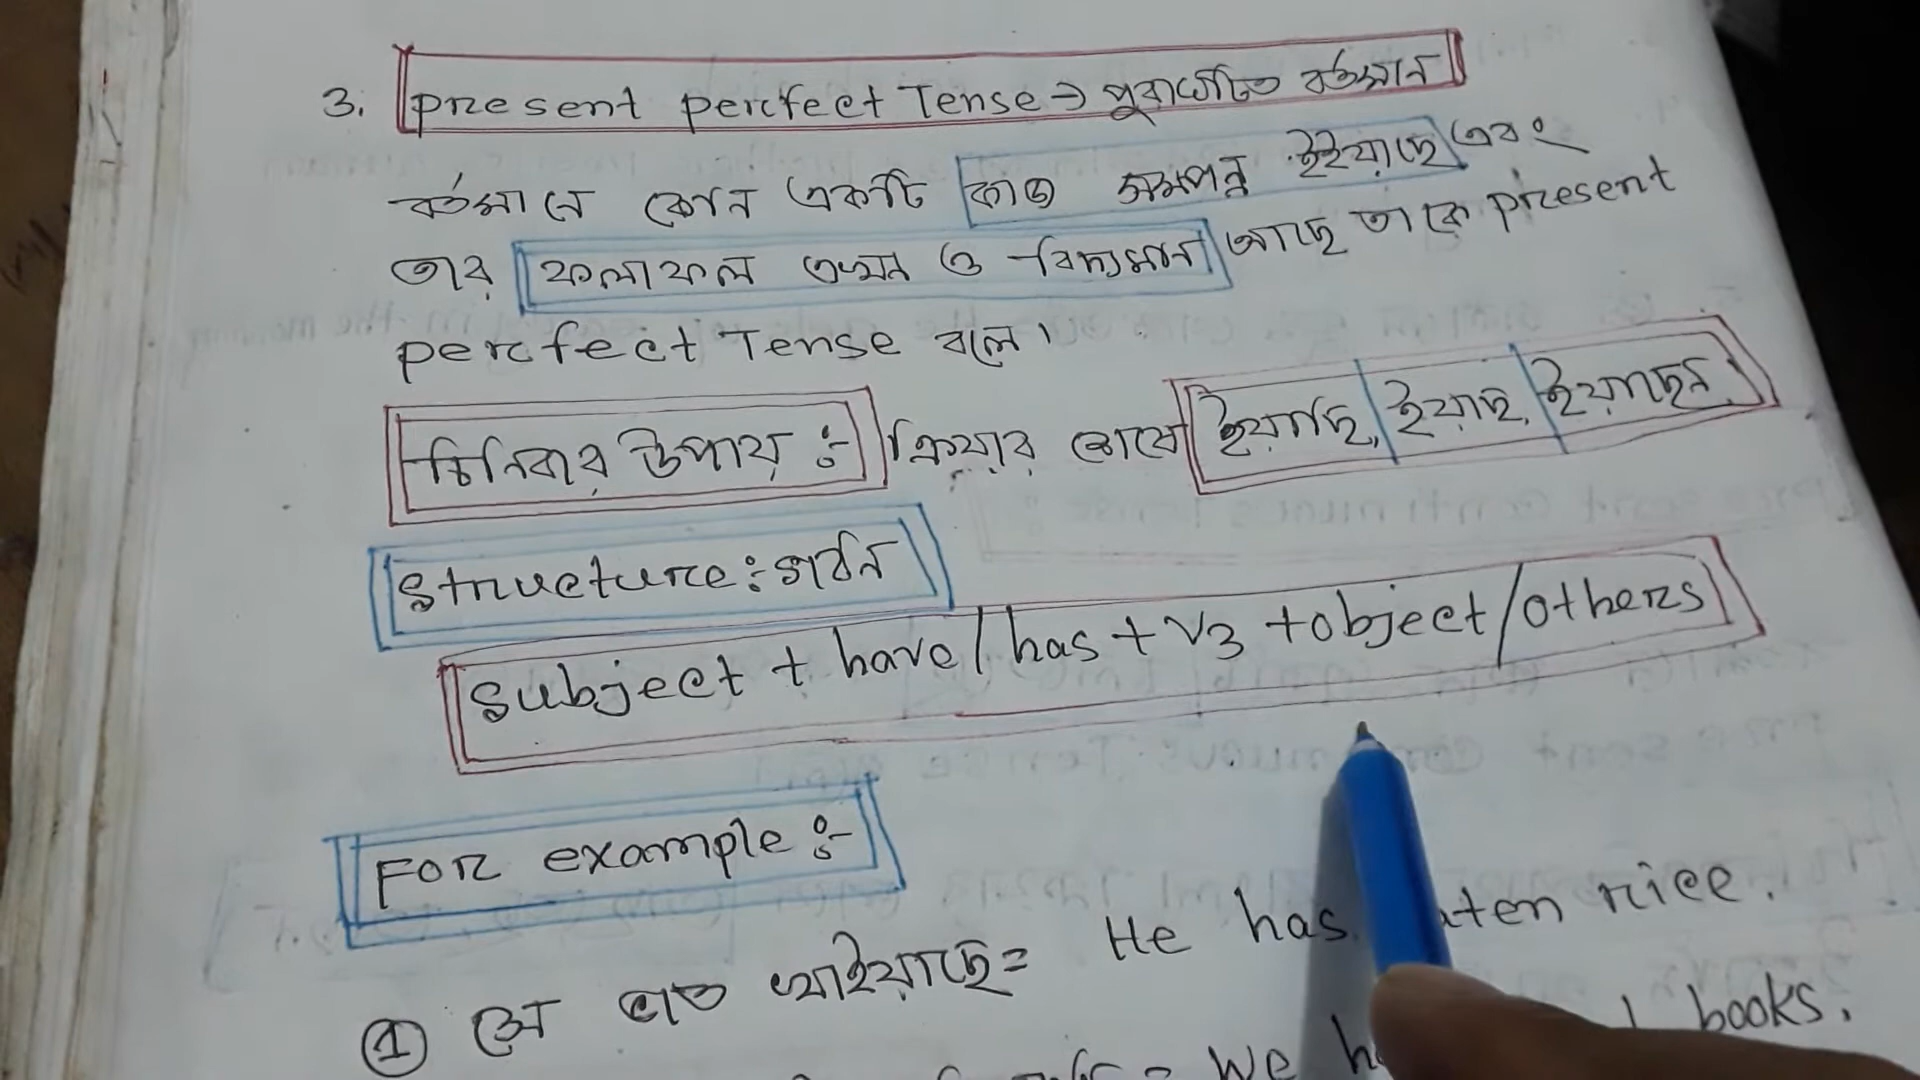 3. Present perfect Tense → পুরাঘটিত বর্তমান
বর্তমানে কোন একটি কাজ সম্পন্ন হইয়াছে এবং
তার ফলাফল এখন ও বিদ্যমান আছে তাকে present
perfect Tense বলে।
চিনিবার উপায় :- ক্রিয়ার শেষে ইয়াছি, ইয়াছ, ইয়াছেন,
Structure : গঠন
Subject + have / has + V3 + object / others
For example :-
① সে ভাত খাইয়াছে = He has rice.
We books.